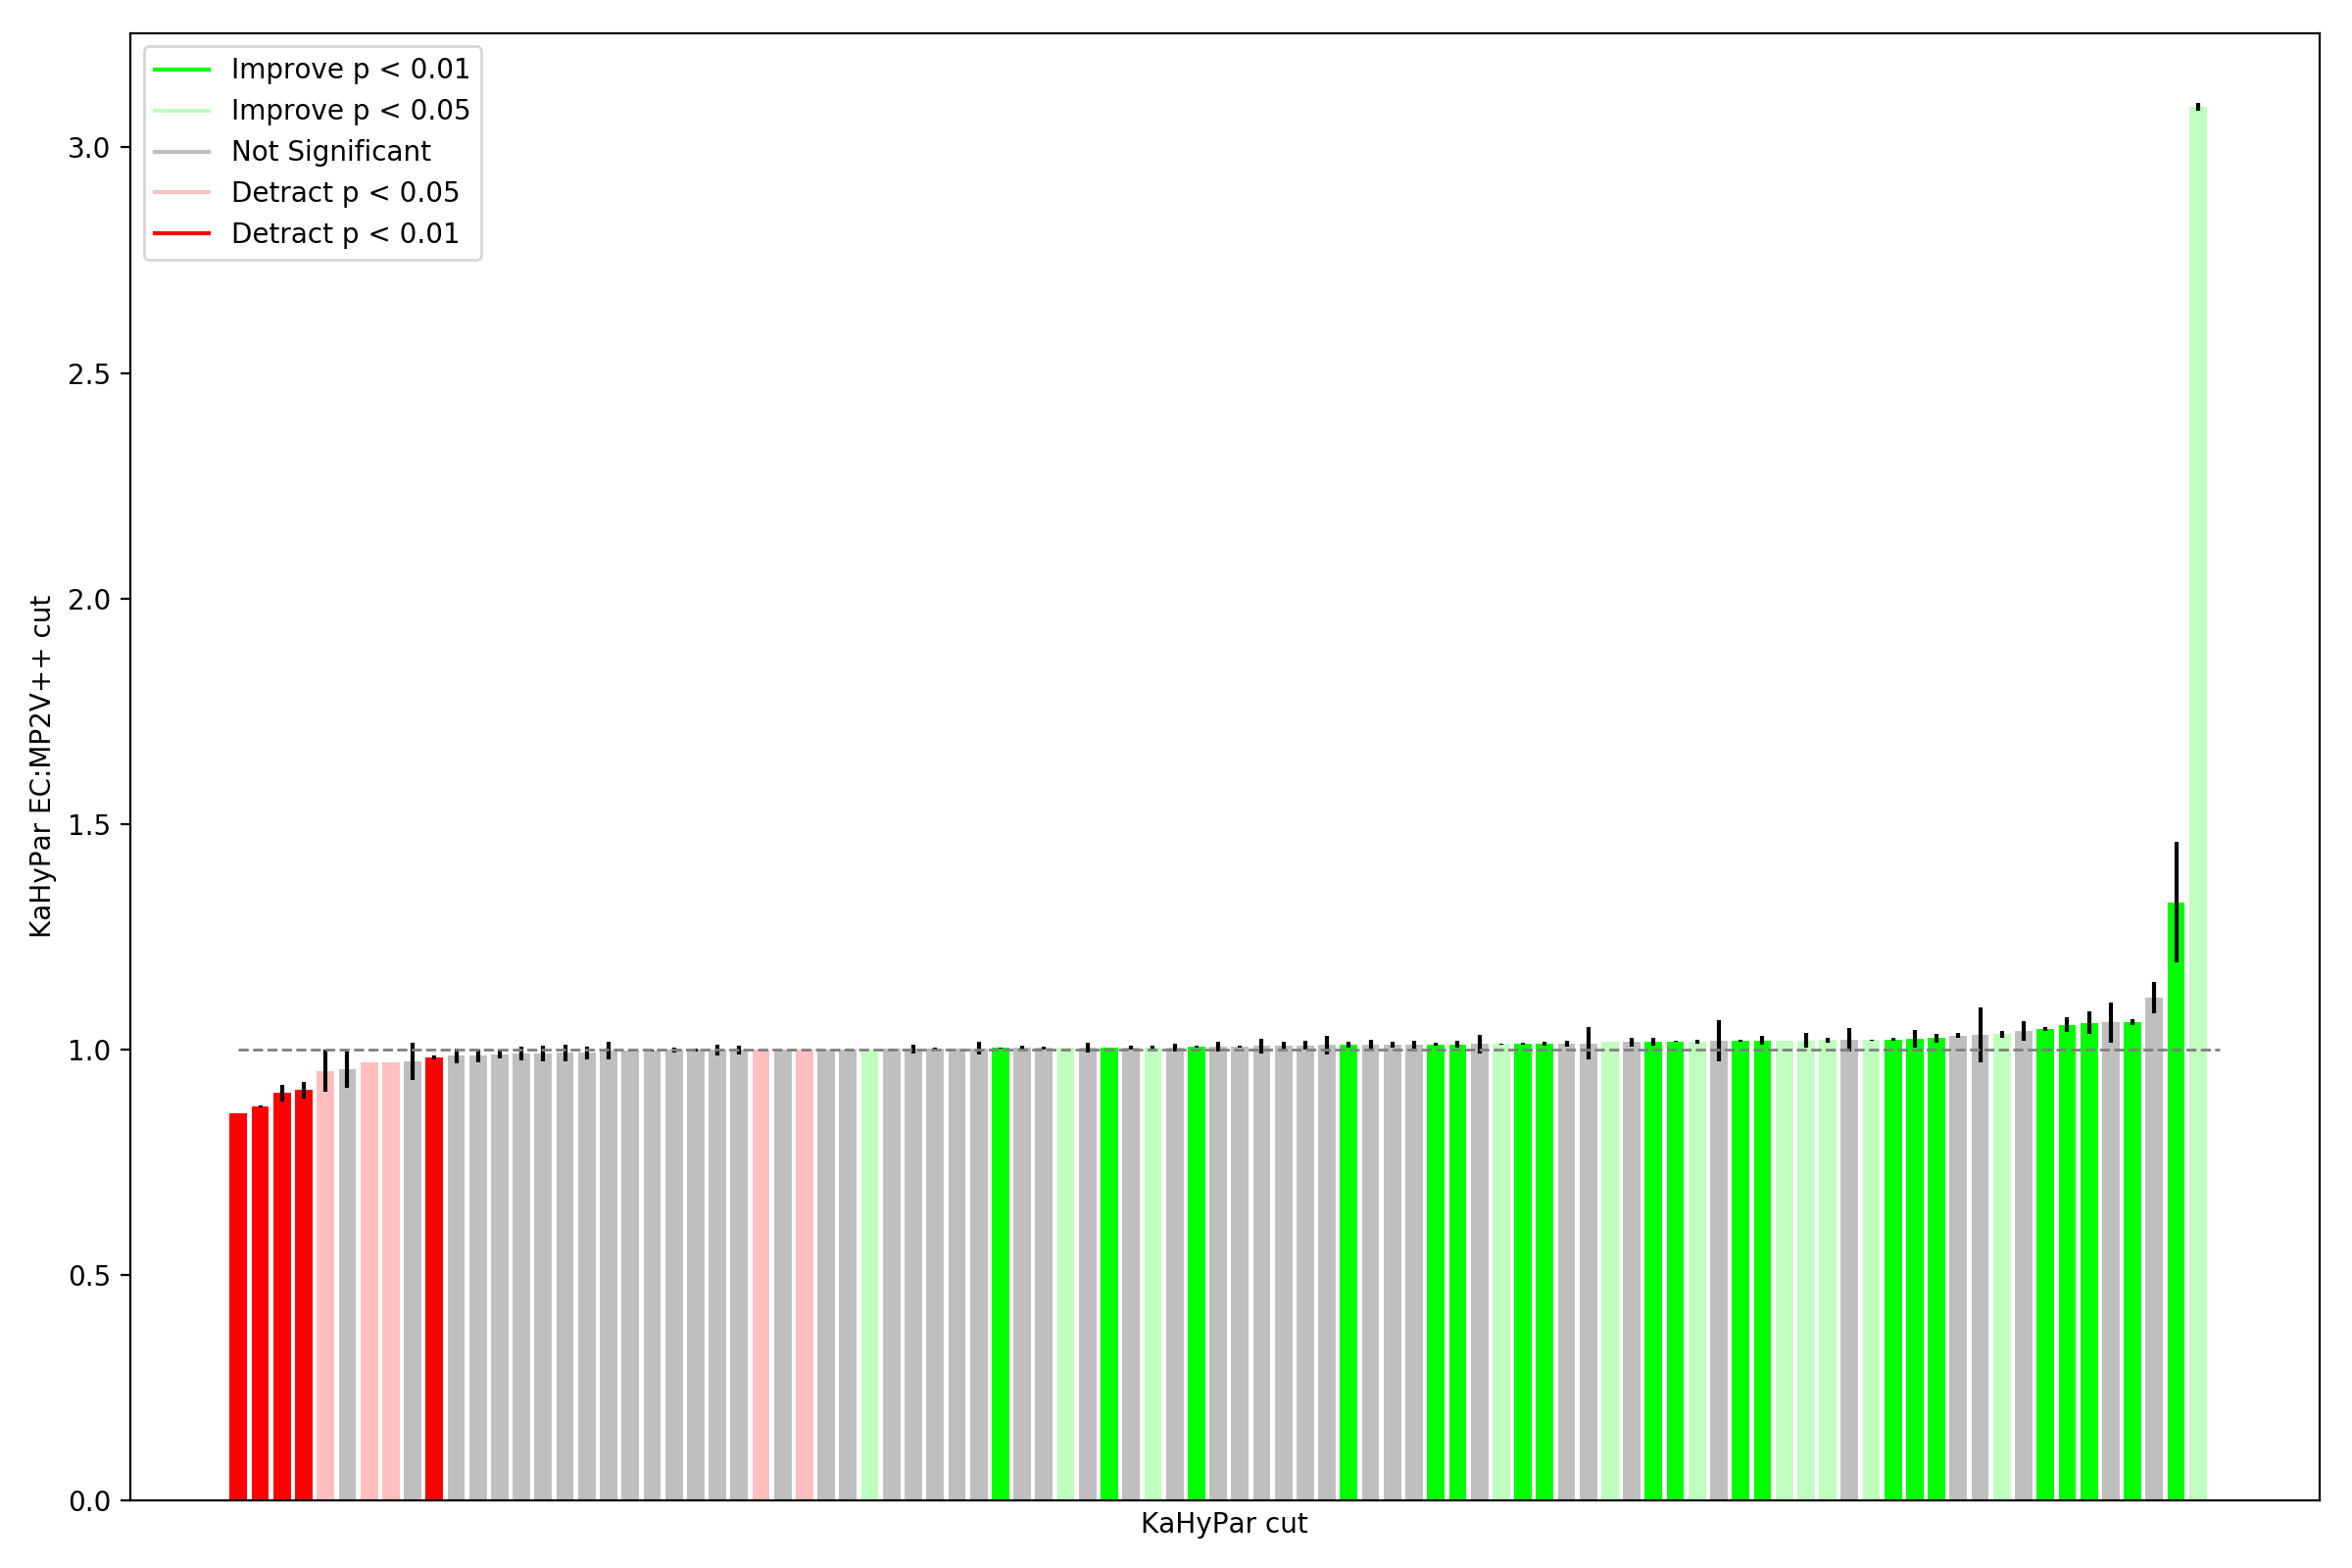 Improve p < 0.01
Improve p < 0.05
Not Significant
Detract p < 0.05
Detract p < 0.01
3.0
2.5
2.0
1.5
1.0
0.5
0.0
KaHyPar EC:MP2V++ cut
KaHyPar cut